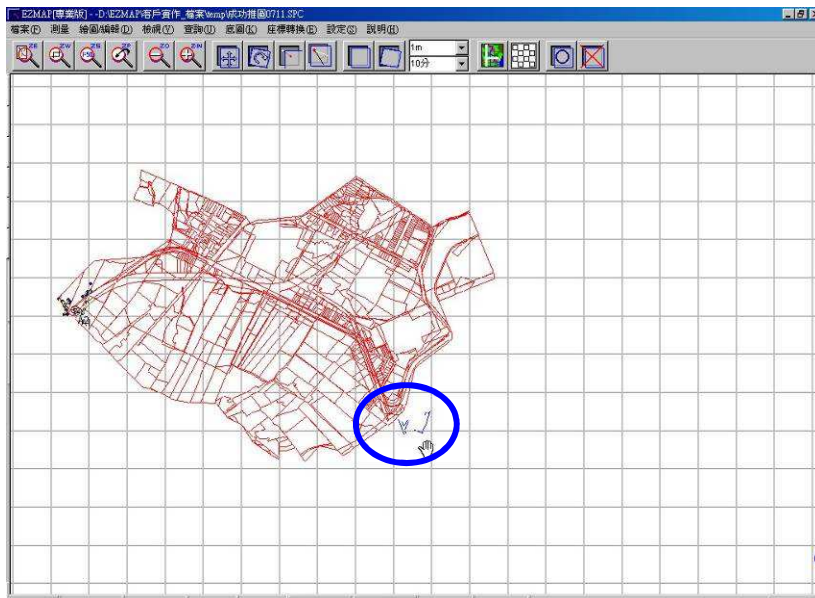 EZMAP[專業版] --D:\EZMAP\客戶實作_檔案\temp\成功推圖0711.SPC
檔案(F) 測量 繪圖/編輯(D) 檢視(V) 查詢(I) 底圖(K) 座標轉換(E) 設定(S) 說明(H)
1m
10分